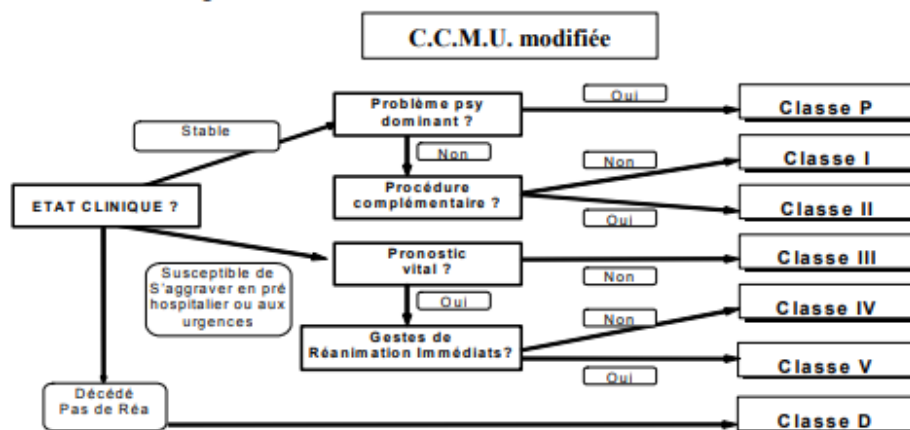 C.C.M.U. modifiée
Problème psy
dominant ?
Oui
Classe P
Stable
Non
Non
Classe I
Procédure
complémentaire ?
ETAT CLINIQUE ?
Oui
Classe II
Pronostic
vital ?
Classe III
Susceptible de
S'aggraver en pré
hospitalier ou aux
urgences
Non
Oui
Non
Classe IV
Gestes de
Réanimation Immédiats?
Classe V
Oui
Décédé
Pas de Réa
Classe D